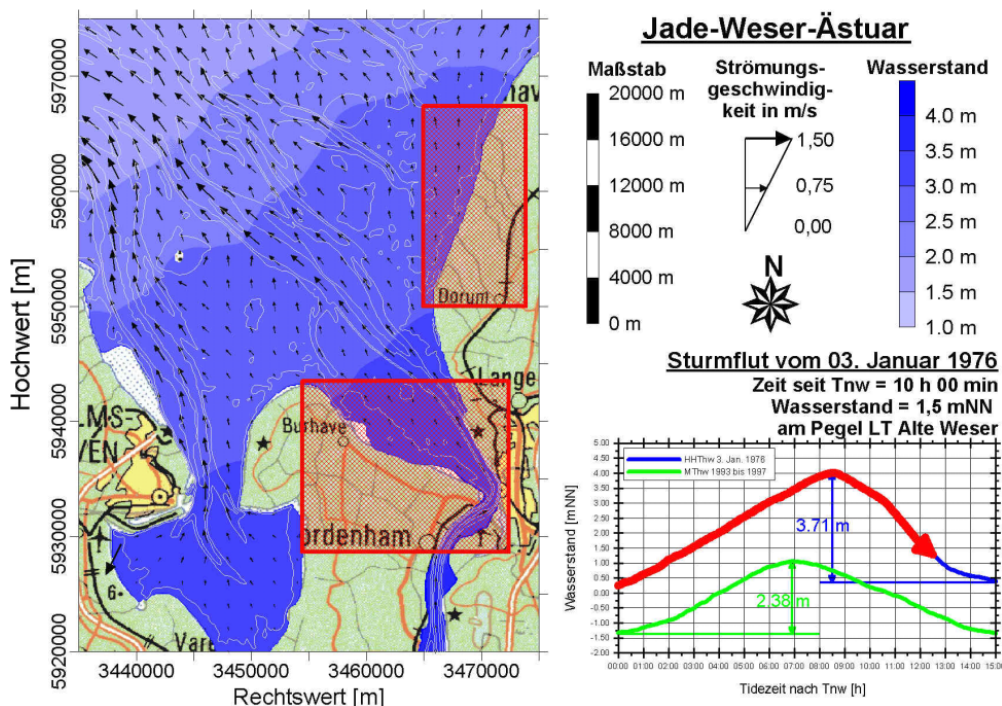 Jade-Weser-Ästuar
Maßstab
20000 m
16000 m
12000 m
8000 m
4000 m
0 m
Strömungs-
geschwindig-
keit in m/s
1,50
0,75
0,00
N
Wasserstand
4.0 m
3.5 m
3.0 m
2.5 m
2.0 m
1.5 m
1.0 m
Hochwert [m]
5970000
5960000
5950000
5940000
5930000
5920000
3440000
3450000
3460000
3470000
Rechtswert [m]
Dorum
Lange
LMS-
VEN
Burhave
ordenham
6-
Vare
Sturmflut vom 03. Januar 1976
Zeit seit Tnw = 10 h 00 min
Wasserstand = 1,5 mNN
am Pegel LT Alte Weser
HHThw 3. Jan. 1976
MThw 1993 bis 1997
Wasserstand [mNN]
5.00
4.50
4.00
3.50
3.00
2.50
2.00
1.50
1.00
0.50
0.00
-0.50
-1.00
-1.50
-2.00
3.71 m
2.38 m
00:00 01:00 02:00 03:00 04:00 05:00 06:00 07:00 08:00 09:00 10:00 11:00 12:00 13:00 14:00 15:00
Tidezeit nach Tnw [h]